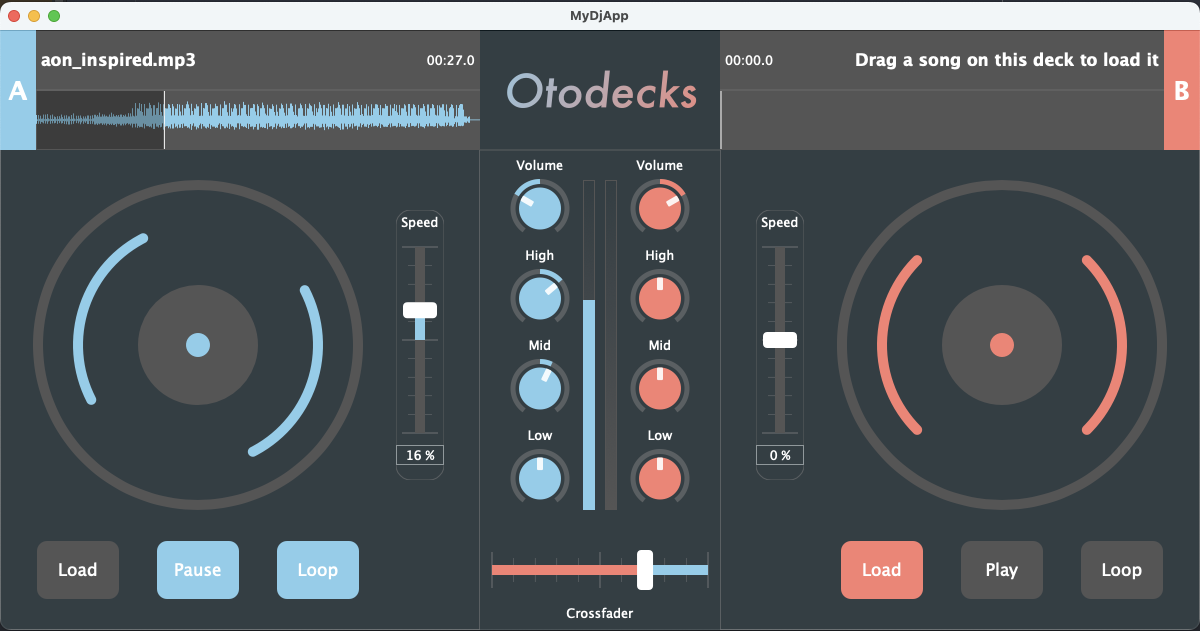 MyDjApp
A
aon_inspired.mp3
00:27.0
Otodecks
00:00.0
Drag a song on this deck to load it
B
Speed
16 %
Volume
Volume
High
High
Mid
Mid
Low
Low
Speed
0 %
Load
Pause
Loop
Crossfader
Load
Play
Loop